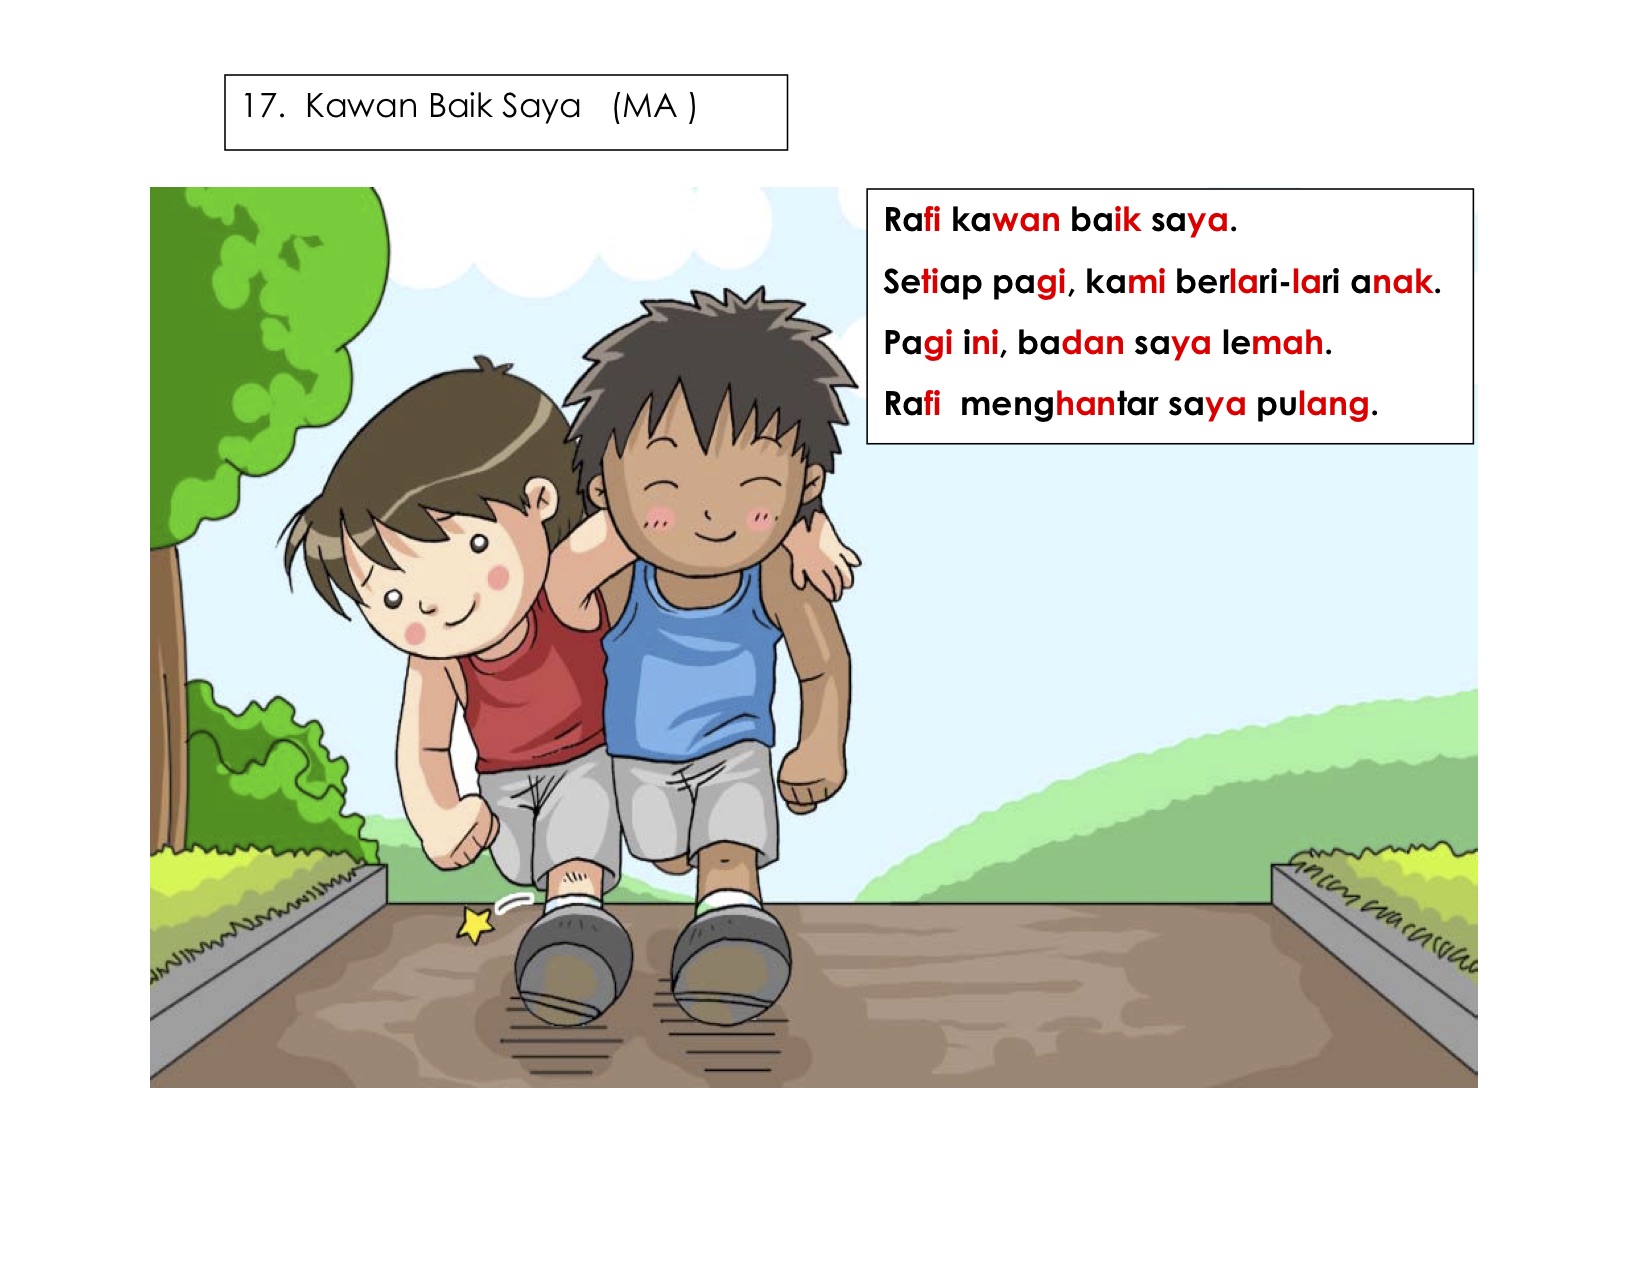 17. Kawan Baik Saya (MA )
Rafi kawan baik saya.
Setiap pagi, kami berlari-lari anak.
Pagi ini, badan saya lemah.
Rafi menghantar saya pulang.